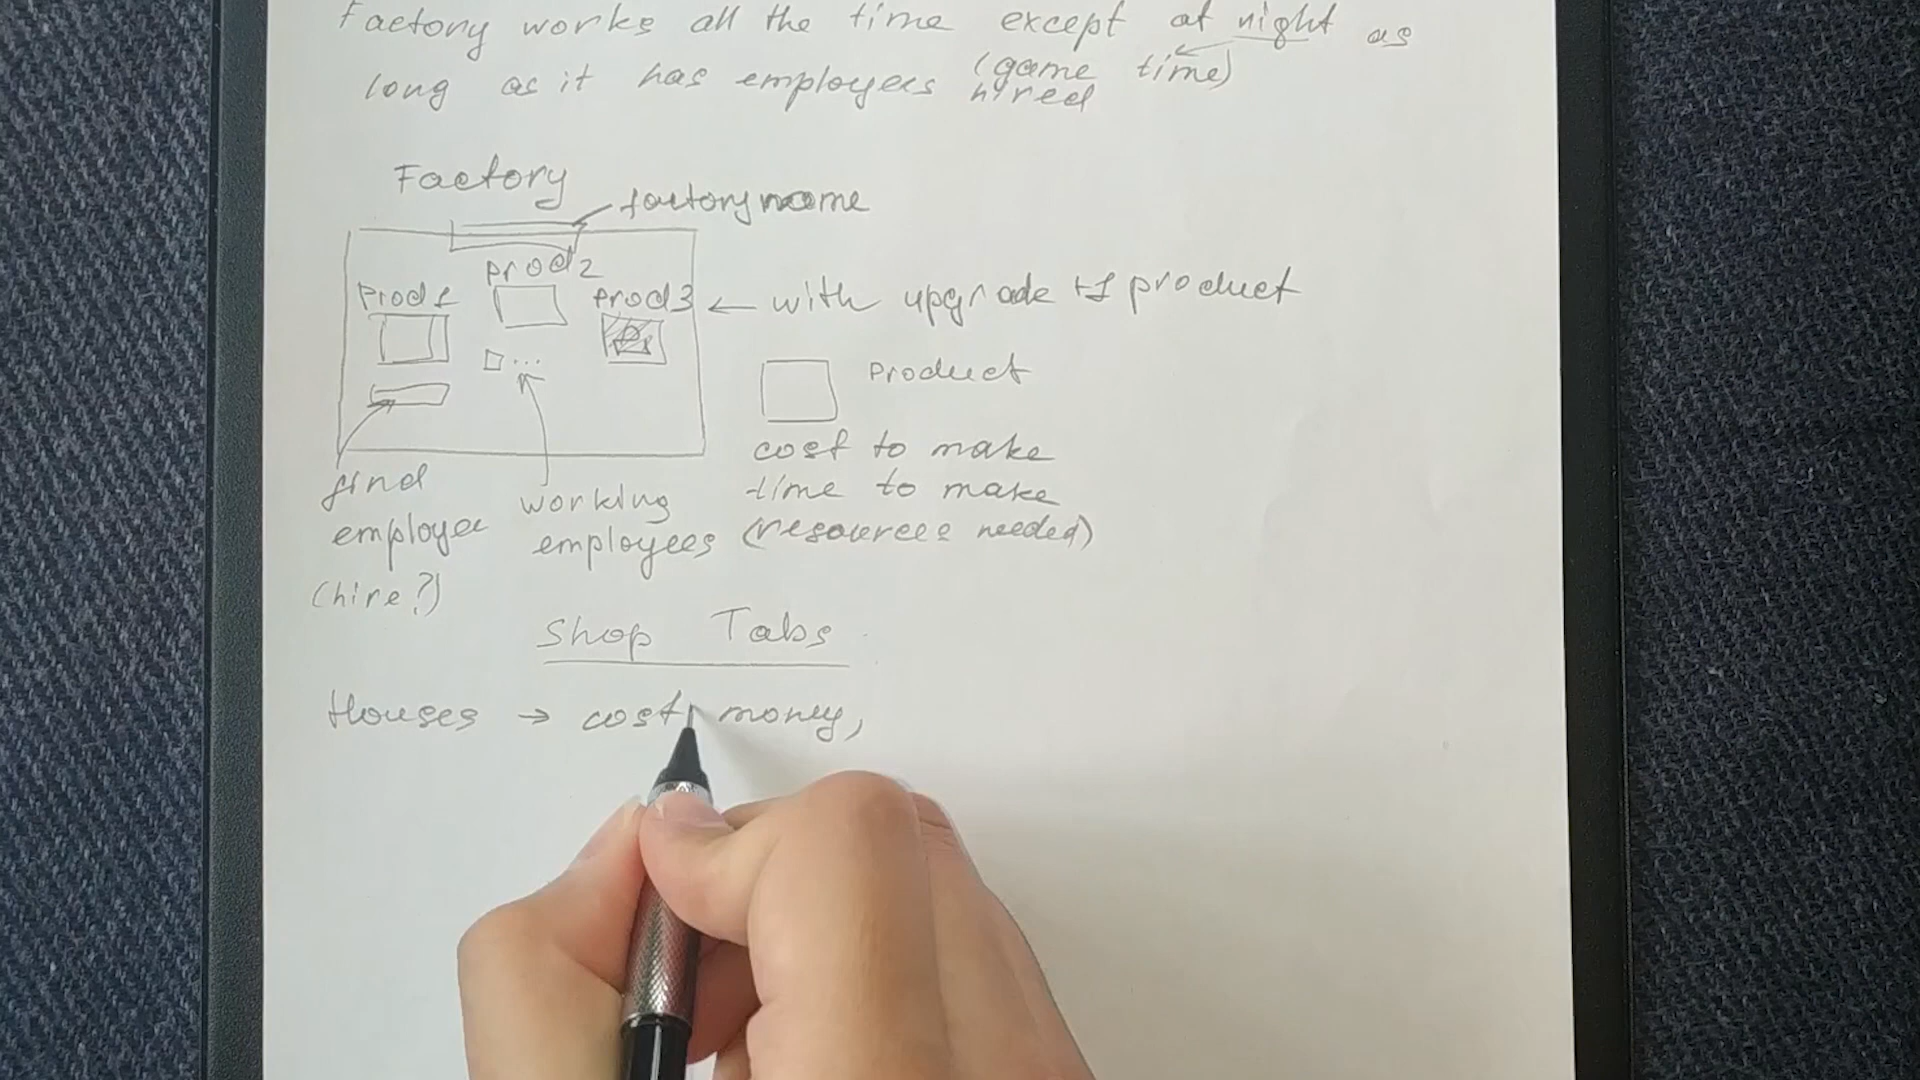 Factory works all the time except at night as
long as it has employees hired (game time)
Factory
factory name
Prod1
prod2
prod3
with upgrade +1 product
Product
cost to make
time to make
(resources needed)
find
employee
(hire?)
working
employees
Shop Tabs
Houses → cost money,